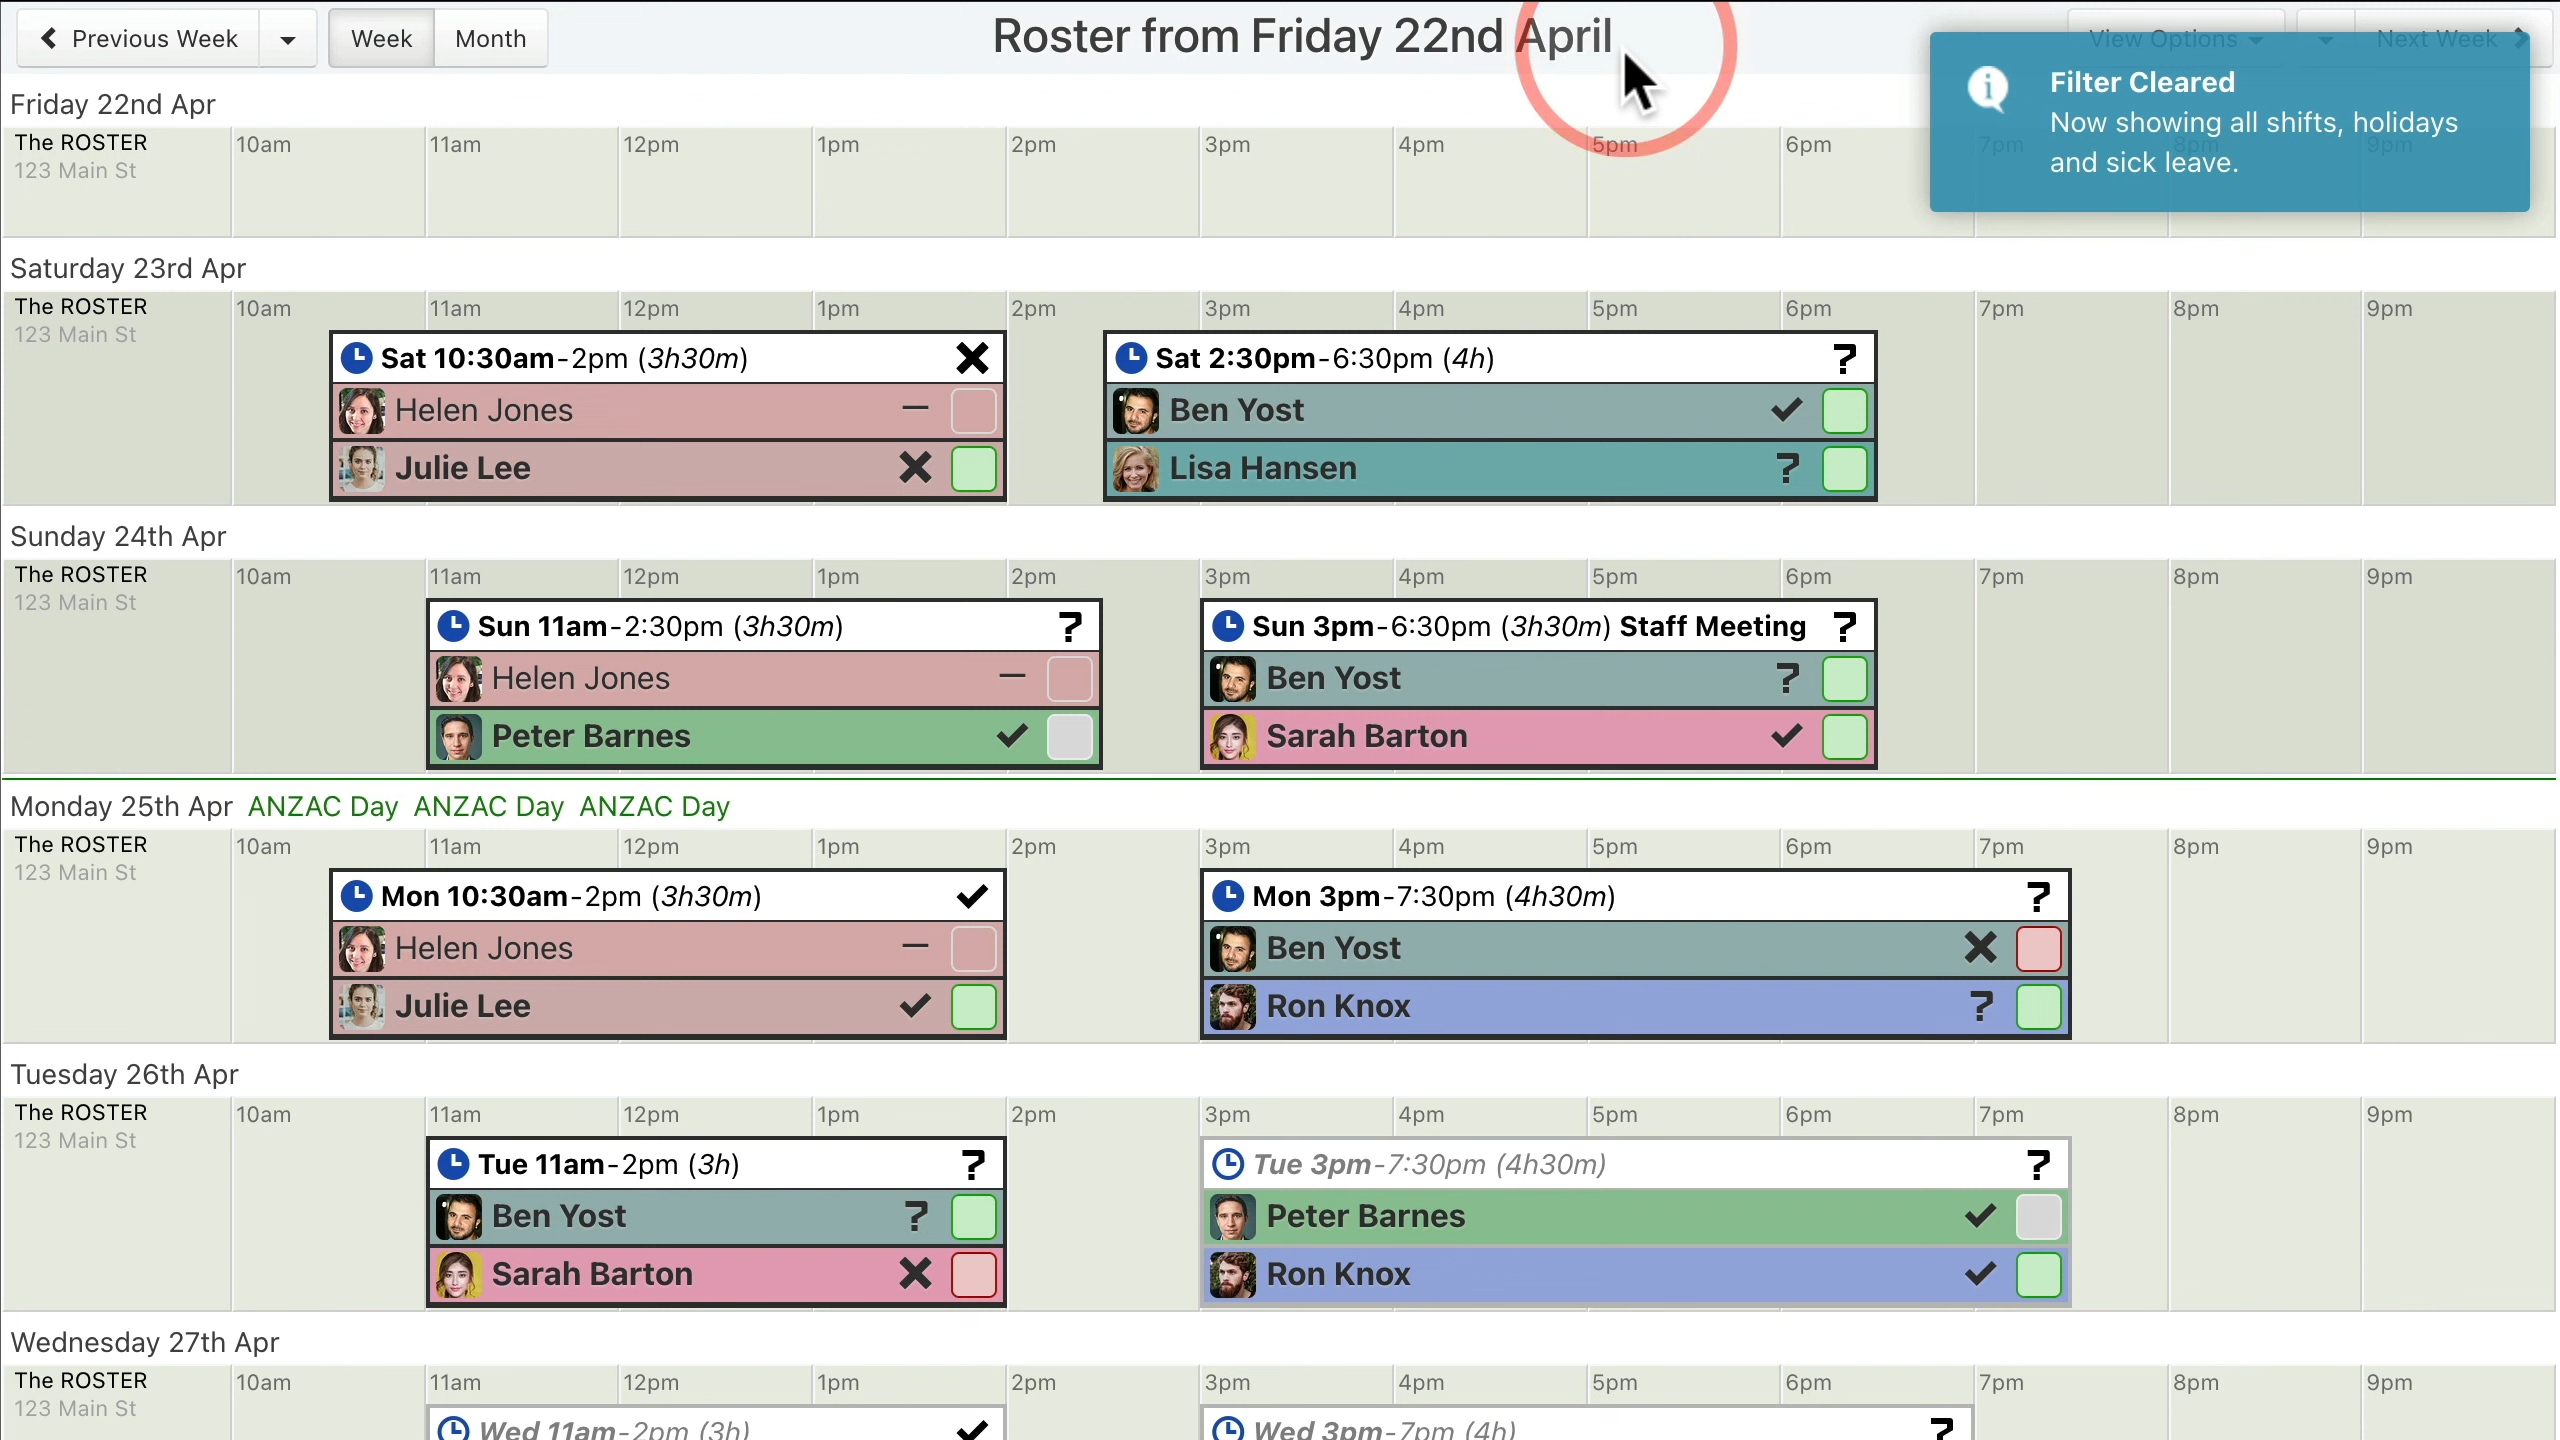 Previous Week
Week
Month
Roster from Friday 22nd April
View Options
Next Week
Filter Cleared
Now showing all shifts, holidays
and sick leave.
Friday 22nd Apr
The ROSTER
123 Main St
10am 11am 12pm 1pm 2pm 3pm 4pm 5pm 6pm 7pm 8pm 9pm
Saturday 23rd Apr
The ROSTER
123 Main St
10am 11am 12pm 1pm 2pm 3pm 4pm 5pm 6pm 7pm 8pm 9pm
Sat 10:30am-2pm (3h30m)
Helen Jones
Julie Lee
Sat 2:30pm-6:30pm (4h) ?
Ben Yost
Lisa Hansen ?
Sunday 24th Apr
The ROSTER
123 Main St
10am 11am 12pm 1pm 2pm 3pm 4pm 5pm 6pm 7pm 8pm 9pm
Sun 11am-2:30pm (3h30m) ?
Helen Jones
Peter Barnes
Sun 3pm-6:30pm (3h30m) Staff Meeting ?
Ben Yost ?
Sarah Barton
Monday 25th Apr ANZAC Day ANZAC Day ANZAC Day
The ROSTER
123 Main St
10am 11am 12pm 1pm 2pm 3pm 4pm 5pm 6pm 7pm 8pm 9pm
Mon 10:30am-2pm (3h30m)
Helen Jones
Julie Lee
Mon 3pm-7:30pm (4h30m) ?
Ben Yost
Ron Knox ?
Tuesday 26th Apr
The ROSTER
123 Main St
10am 11am 12pm 1pm 2pm 3pm 4pm 5pm 6pm 7pm 8pm 9pm
Tue 11am-2pm (3h) ?
Ben Yost ?
Sarah Barton
Tue 3pm-7:30pm (4h30m) ?
Peter Barnes
Ron Knox
Wednesday 27th Apr
The ROSTER
123 Main St
10am 11am 12pm 1pm 2pm 3pm 4pm 5pm 6pm 7pm 8pm 9pm
Wed 11am-2pm (3h)
Wed 3pm-7pm (4h) ?